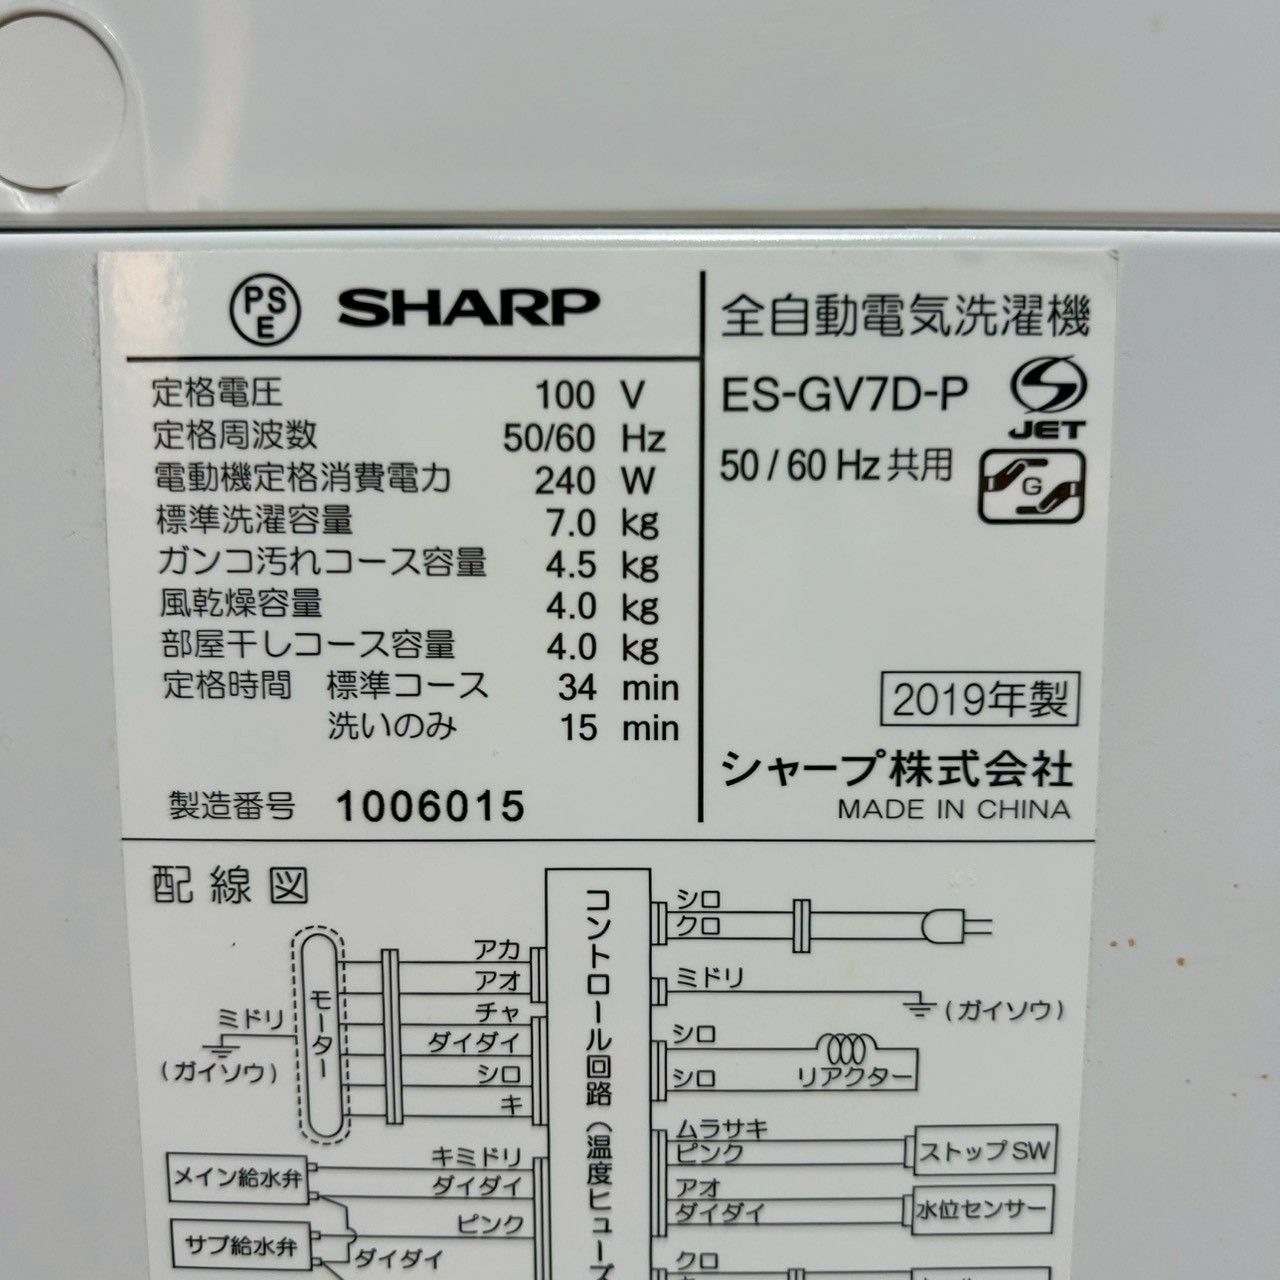 PSE SHARP
定格電圧 100 V
定格周波数 50/60 Hz
電動機定格消費電力 240 W
標準洗濯容量 7.0 kg
ガンコ汚れコース容量 4.5 kg
風乾燥容量 4.0 kg
部屋干しコース容量 4.0 kg
定格時間 標準コース 34 min
洗いのみ 15 min
製造番号 1006015
全自動電気洗濯機
ES-GV7D-P
JET
50 / 60 Hz 共用
G
2019年製
シャープ株式会社
MADE IN CHINA
配線図
モーター
ミドリ
(ガイソウ)
アカ
アオ
チャ
ダイダイ
シロ
キ
メイン給水弁
キミドリ
ダイダイ
サブ給水弁
ピンク
ダイダイ
コントロール回路(温度ヒューズ
シロ
クロ
ミドリ
(ガイソウ)
シロ
シロ
リアクター
ムラサキ
ピンク
ストップSW
アオ
ダイダイ
水位センサー
クロ